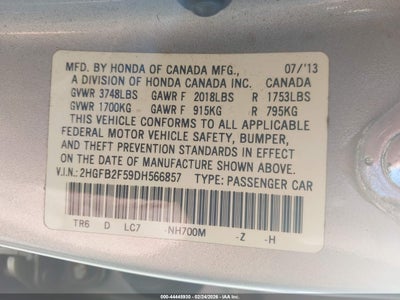 MFD. BY HONDA OF CANADA MFG., 07/'13
A DIVISION OF HONDA CANADA INC. CANADA
GVWR 3748LBS GAWR F 2018LBS R 1753LBS
GVWR 1700KG GAWR F 915KG R 795KG
THIS VEHICLE CONFORMS TO ALL APPLICABLE
FEDERAL MOTOR VEHICLE SAFETY, BUMPER,
AND THEFT PREVENTION STANDARDS IN EFFECT
ON THE DATE OF MANUFACTURE SHOWN ABOVE.
V.I.N.: 2HGFB2F59DH566857 TYPE: PASSENGER CAR
TR6 D LC7 -NH700M -Z -H
000-44448930 - 02/24/2026 - IAA Inc.